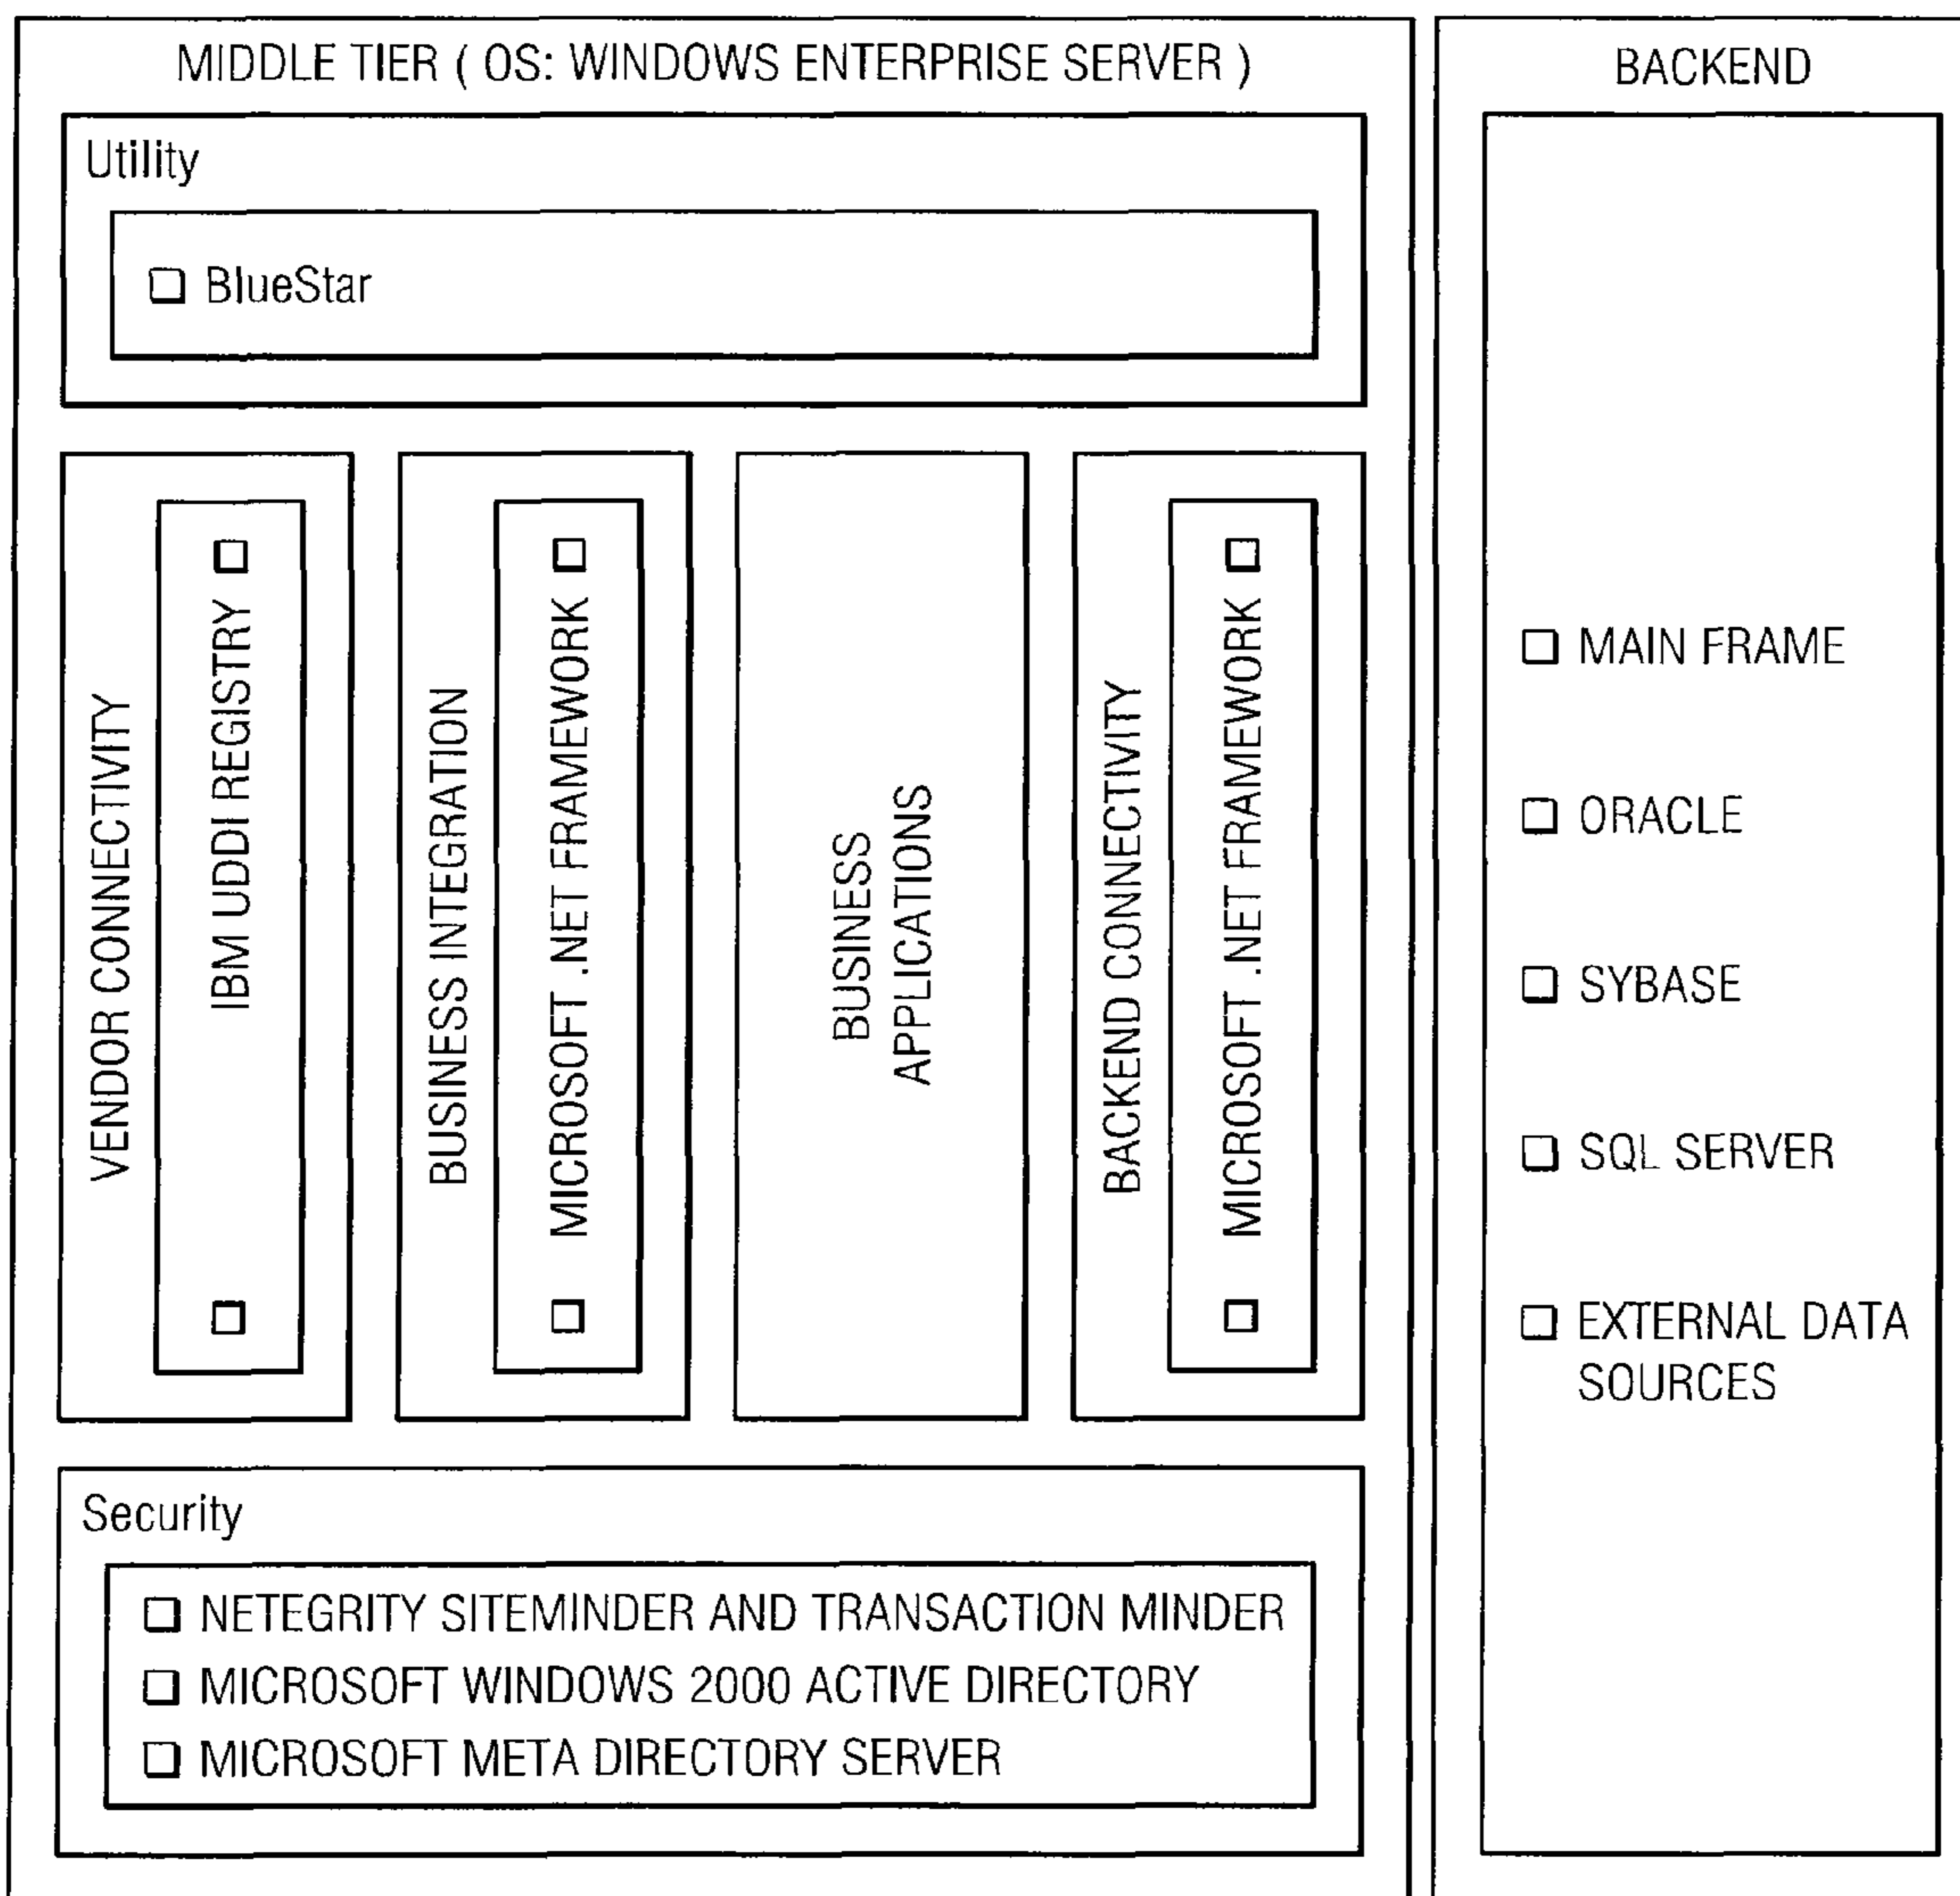 MIDDLE TIER ( OS: WINDOWS ENTERPRISE SERVER )
Utility
BlueStar
VENDOR CONNECTIVITY
IBM UDDI REGISTRY
BUSINESS INTEGRATION
MICROSOFT .NET FRAMEWORK
BUSINESS
APPLICATIONS
BACKEND CONNECTIVITY
MICROSOFT .NET FRAMEWORK
Security
NETEGRITY SITEMINDER AND TRANSACTION MINDER
MICROSOFT WINDOWS 2000 ACTIVE DIRECTORY
MICROSOFT META DIRECTORY SERVER
BACKEND
MAIN FRAME
ORACLE
SYBASE
SQL SERVER
EXTERNAL DATA
SOURCES